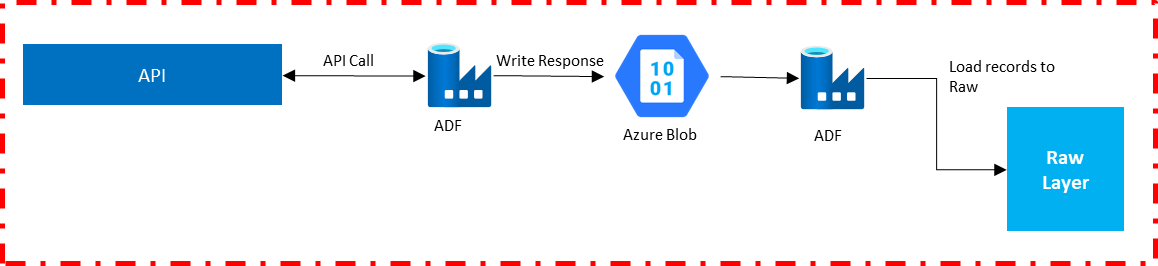 API
API Call
ADF
Write Response
10
01
Azure Blob
ADF
Load records to
Raw
Raw
Layer